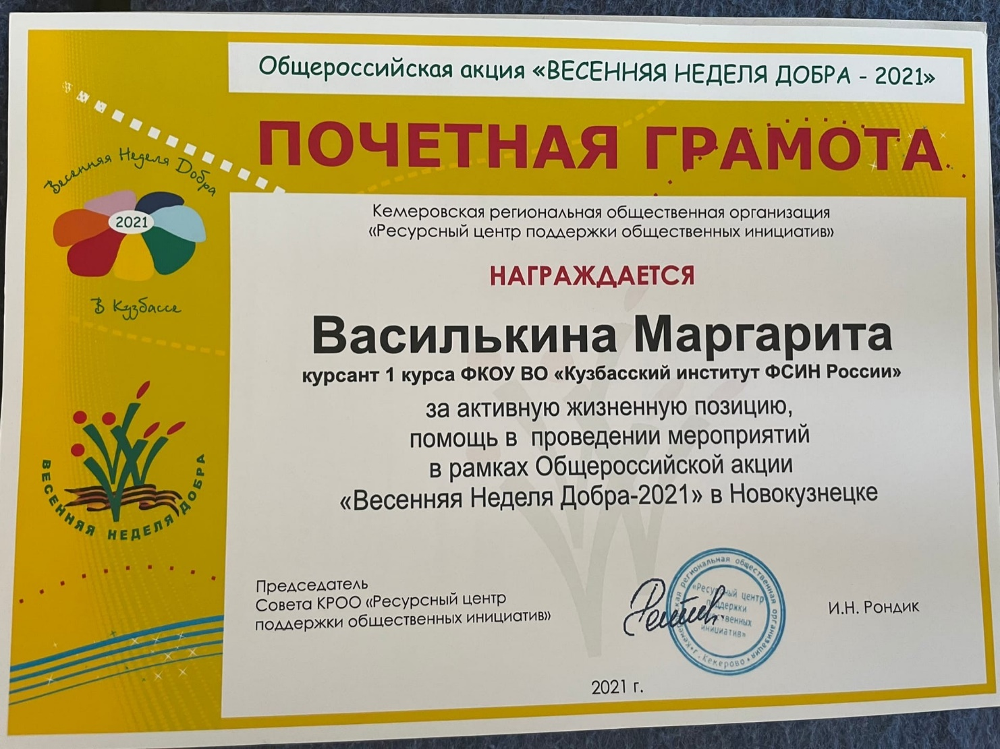 Общероссийская акция «ВЕСЕННЯЯ НЕДЕЛЯ ДОБРА - 2021»
ПОЧЕТНАЯ ГРАМОТА
Весенняя Неделя Добра
2021
В Кузбассе
ВЕСЕННЯЯ НЕДЕЛЯ ДОБРА
Кемеровская региональная общественная организация
«Ресурсный центр поддержки общественных инициатив»
НАГРАЖДАЕТСЯ
Василькина Маргарита
курсант 1 курса ФКОУ ВО «Кузбасский институт ФСИН России»
за активную жизненную позицию,
помощь в проведении мероприятий
в рамках Общероссийской акции
«Весенняя Неделя Добра-2021» в Новокузнецке
Председатель
Совета КРОО «Ресурсный центр
поддержки общественных инициатив»
региональная общественная организация
г. Кемерово
«Ресурсный центр
поддержки
инициатив»
И.Н. Рондик
2021 г.